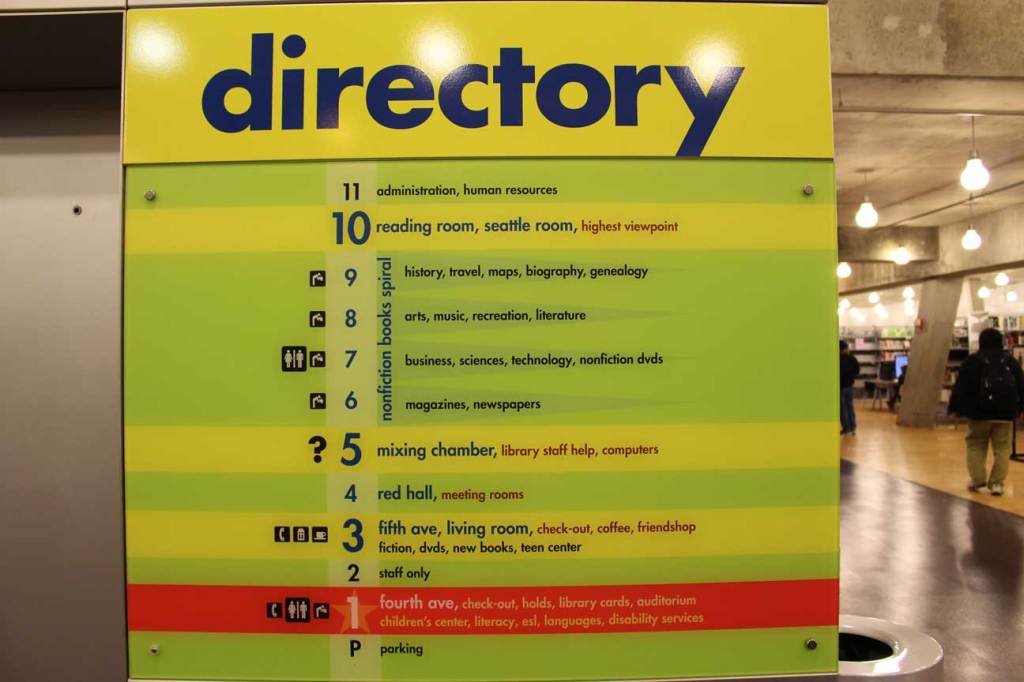 directory
11 administration, human resources
10 reading room, seattle room, highest viewpoint
nonfiction books spiral
9 history, travel, maps, biography, genealogy
8 arts, music, recreation, literature
7 business, sciences, technology, nonfiction dvds
6 magazines, newspapers
? 5 mixing chamber, library staff help, computers
4 red hall, meeting rooms
3 fifth ave, living room, check-out, coffee, friendshop
fiction, dvds, new books, teen center
2 staff only
1 fourth ave, check-out, holds, library cards, auditorium
children's center, literacy, esl, languages, disability services
P parking